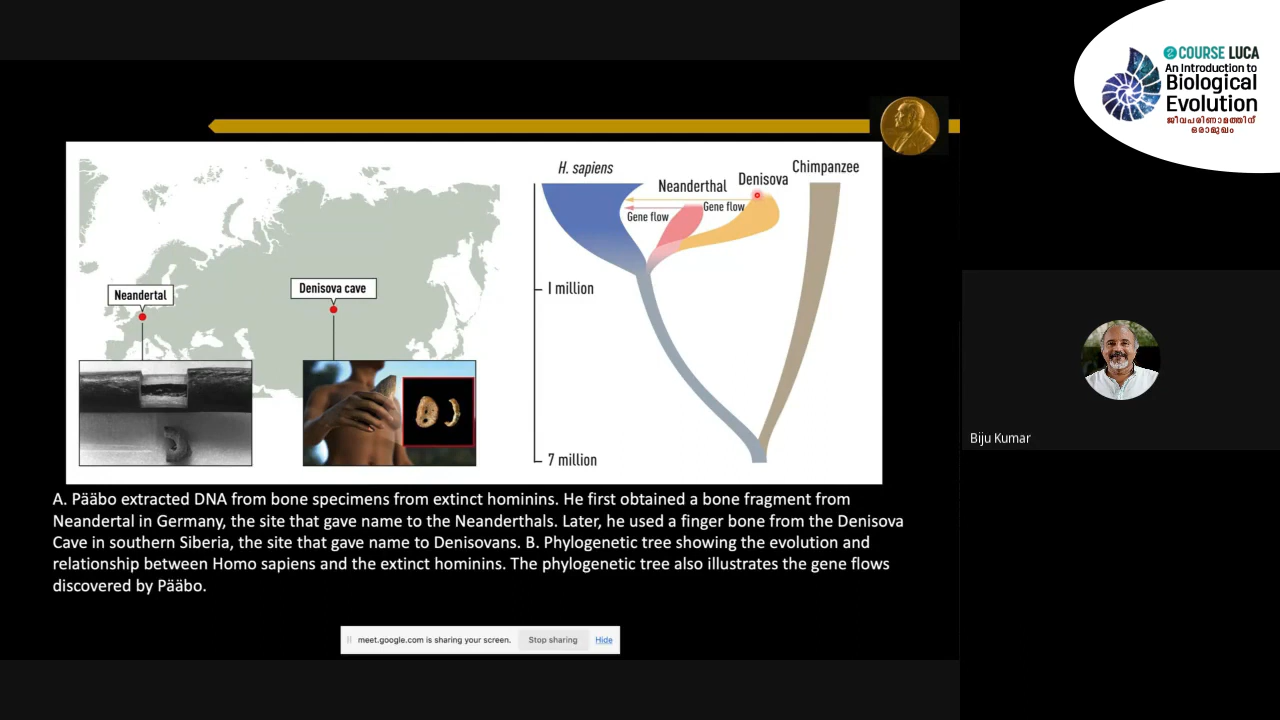 COURSE LUCA
An Introduction to
Biological
Evolution
ജീവപരിണാമത്തിന്
ഒരാമുഖം
H. sapiens
Chimpanzee
Neanderthal
Denisova
Gene flow
Gene flow
Neandertal
Denisova cave
1 million
7 million
A. Pääbo extracted DNA from bone specimens from extinct hominins. He first obtained a bone fragment from
Neandertal in Germany, the site that gave name to the Neanderthals. Later, he used a finger bone from the Denisova
Cave in southern Siberia, the site that gave name to Denisovans. B. Phylogenetic tree showing the evolution and
relationship between Homo sapiens and the extinct hominins. The phylogenetic tree also illustrates the gene flows
discovered by Pääbo.
Biju Kumar
meet.google.com is sharing your screen. Stop sharing Hide